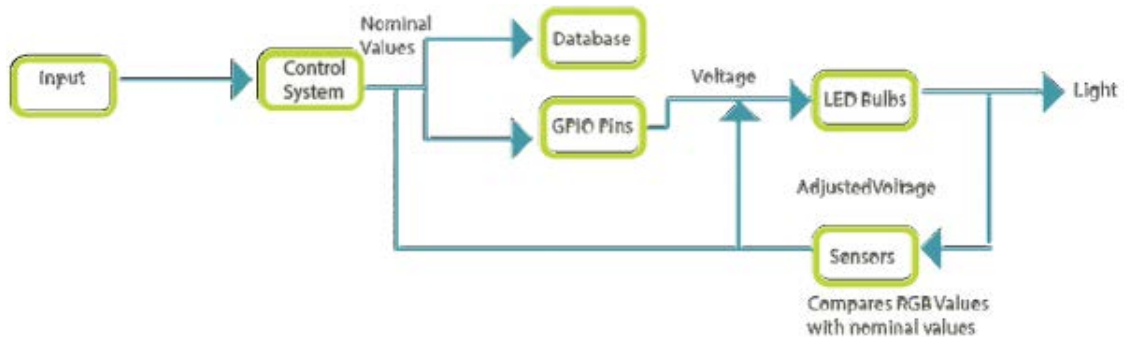 Nominal
Values
Input
Control
System
Database
GPIO Pins
Voltage
LED Bulbs
Light
AdjustedVoltage
Sensors
Compares RGB Values
with nominal values